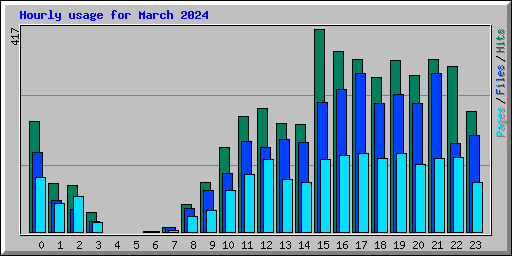 Hourly usage for March 2024
417
Pages/Files/Hits
0 1 2 3 4 5 6 7 8 9 10 11 12 13 14 15 16 17 18 19 20 21 22 23